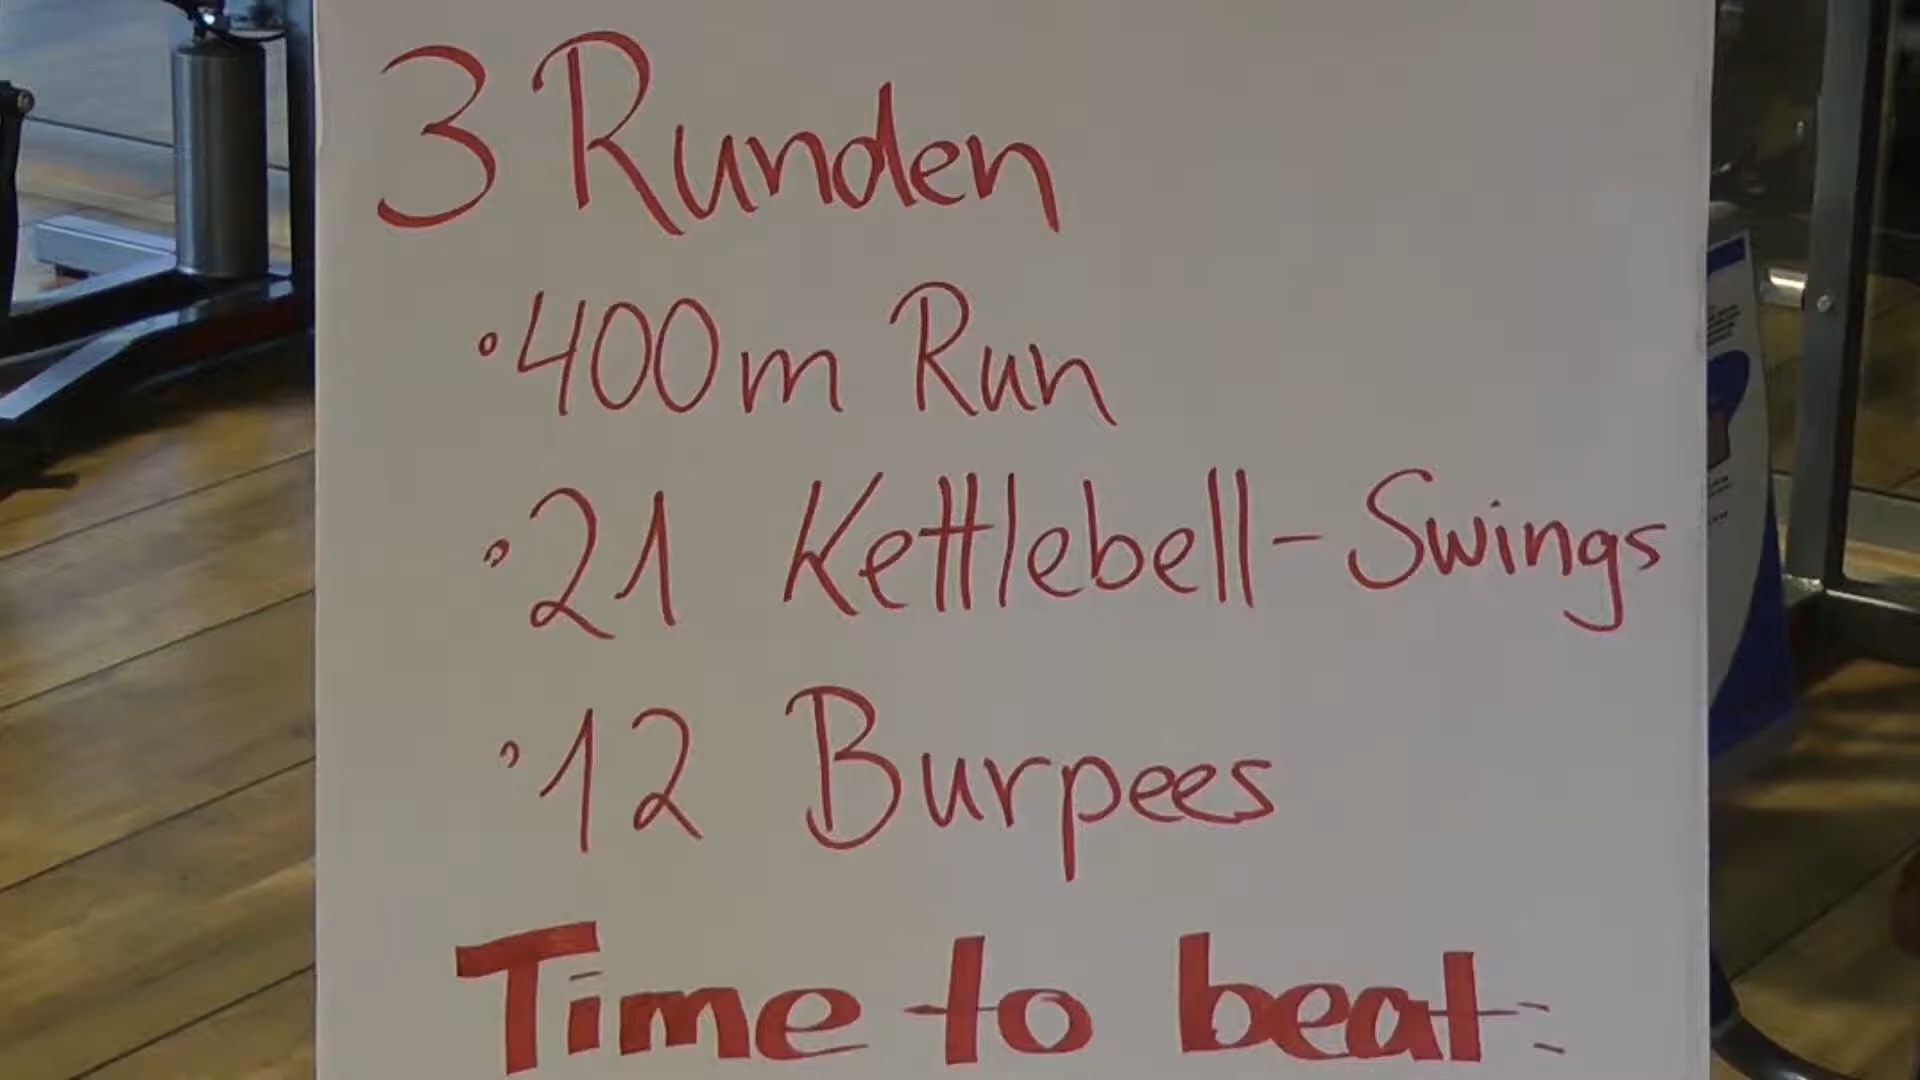 3 Runden
• 400m Run
• 21 Kettlebell-Swings
• 12 Burpees
Time to beat: